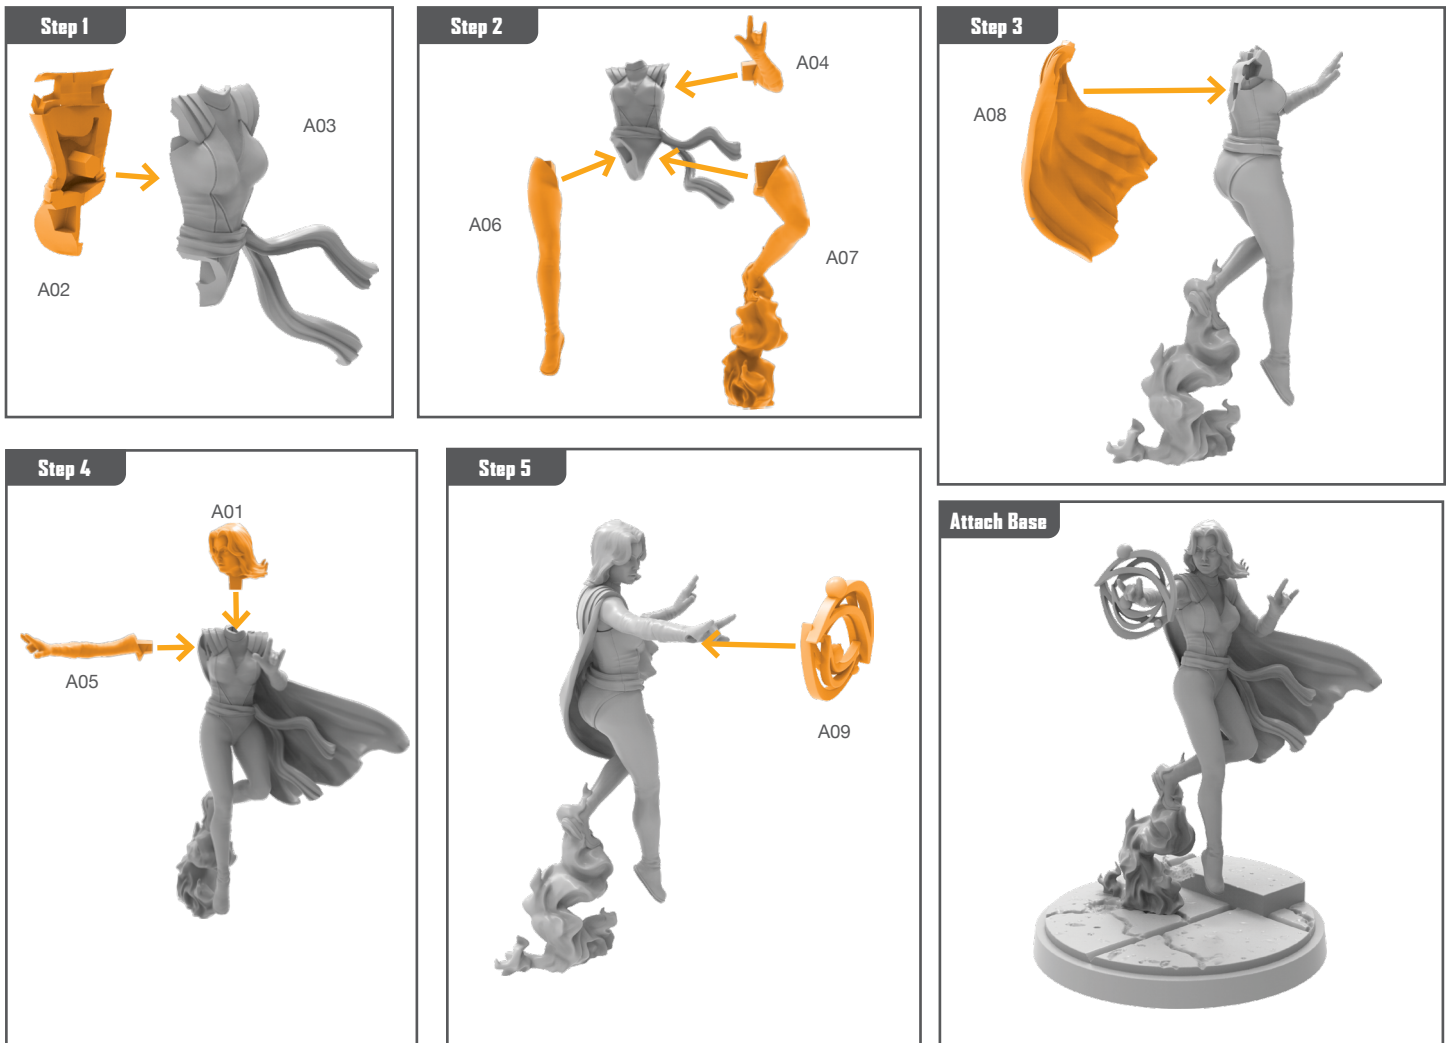 Step 1
A03
A02
Step 2
A04
A06
A07
Step 3
A08
Step 4
A01
A05
Step 5
A09
Attach Base